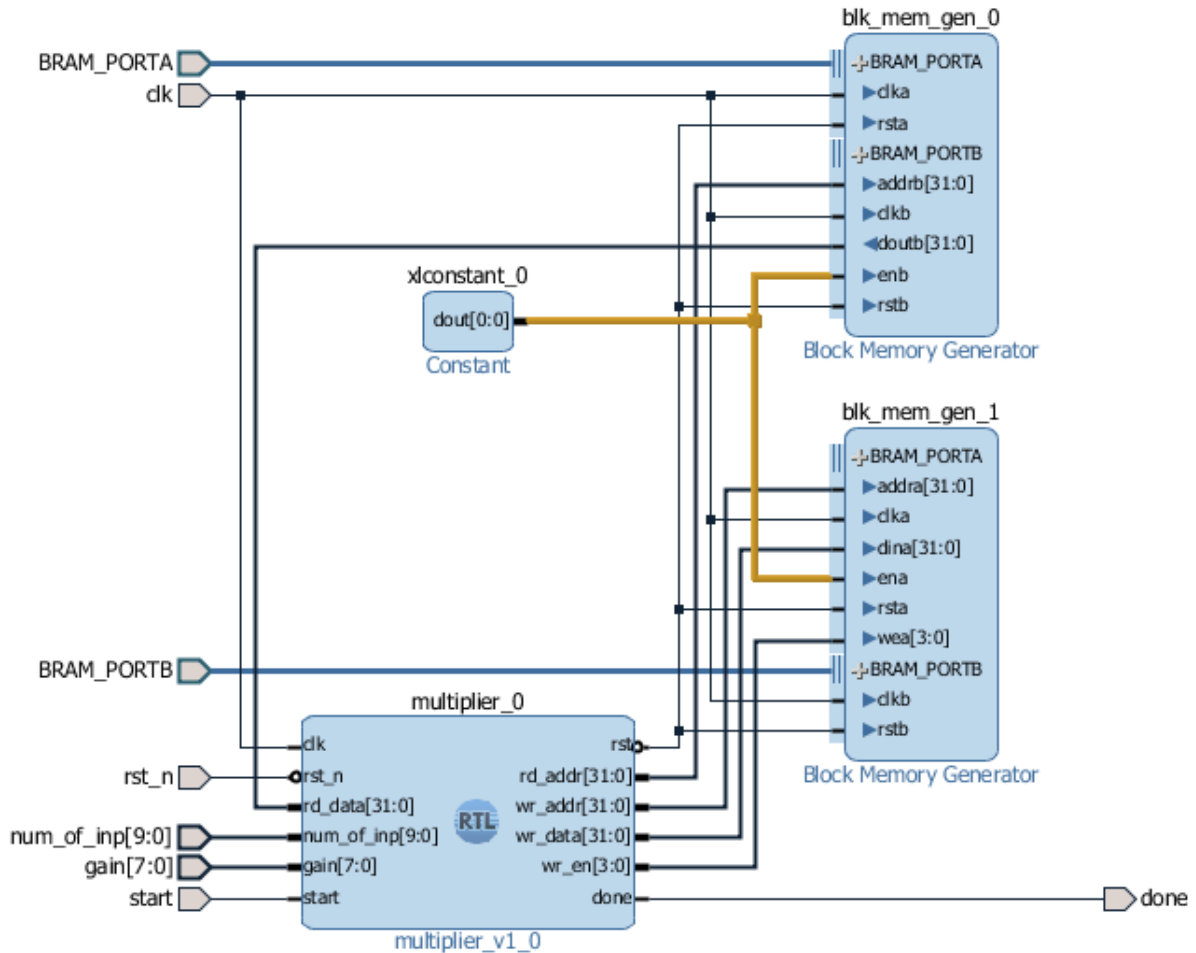 blk_mem_gen_0
BRAM_PORTA
clk
BRAM_PORTA
clka
rsta
BRAM_PORTB
addrb[31:0]
clkb
doutb[31:0]
enb
rstb
Block Memory Generator
xlconstant_0
dout[0:0]
Constant
blk_mem_gen_1
BRAM_PORTA
addra[31:0]
clka
dina[31:0]
ena
rsta
wea[3:0]
BRAM_PORTB
clkb
rstb
Block Memory Generator
BRAM_PORTB
rst_n
num_of_inp[9:0]
gain[7:0]
start
multiplier_0
clk
rst_n
rd_data[31:0]
num_of_inp[9:0]
gain[7:0]
start
RTL
rst
rd_addr[31:0]
wr_addr[31:0]
wr_data[31:0]
wr_en[3:0]
done
multiplier_v1_0
done